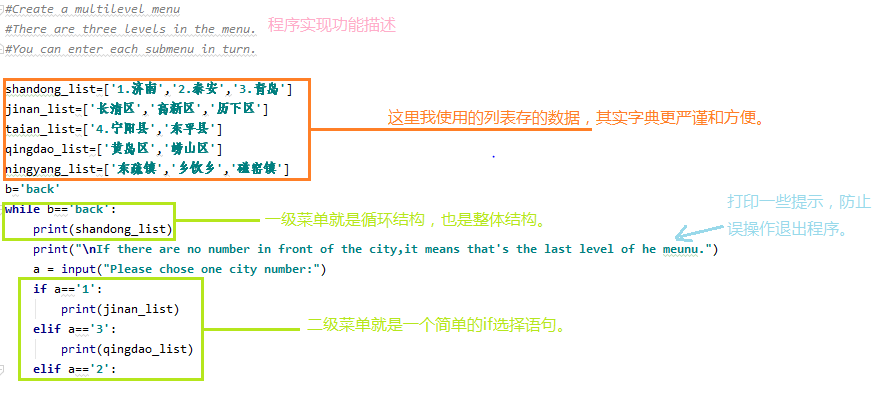 #Create a multilevel menu
#There are three levels in the menu.
程序实现功能描述
#You can enter each submenu in turn.
shandong_list=['1.济南','2.泰安','3.青岛']
jinan_list=['长清区','高新区','历下区']
这里我使用的列表存的数据，其实字典更严谨和方便。
taian_list=['4.宁阳县','东平县']
qingdao_list=['黄岛区','崂山区']
ningyang_list=['东疏镇','乡饮乡','磁窑镇']
b='back'
打印一些提示，防止
误操作退出程序。
while b=='back':
一级菜单就是循环结构，也是整体结构。
print(shandong_list)
print("\nIf there are no number in front of the city,it means that's the last level of he meunu.")
a = input("Please chose one city number:")
if a=='1':
print(jinan_list)
elif a=='3':
二级菜单就是一个简单的if选择语句。
print(qingdao_list)
elif a=='2':